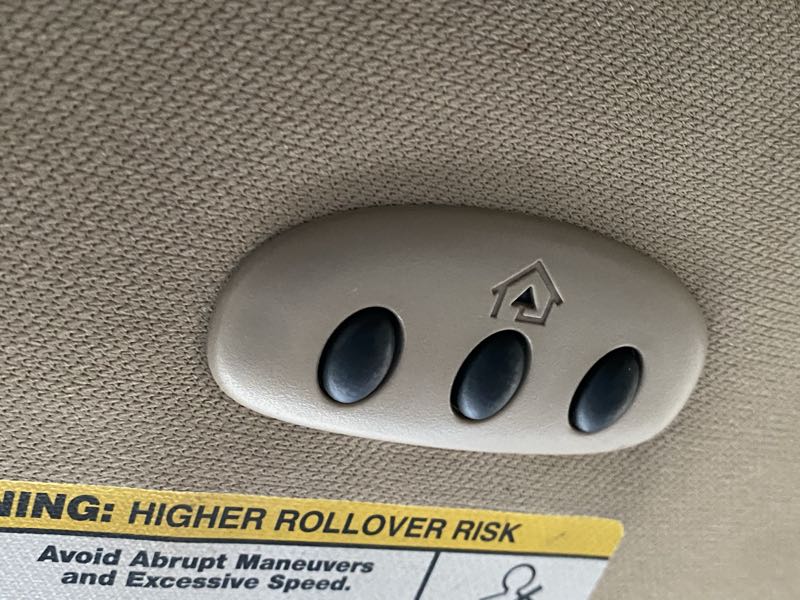 NING: HIGHER ROLLOVER RISK
Avoid Abrupt Maneuvers
and Excessive Speed.